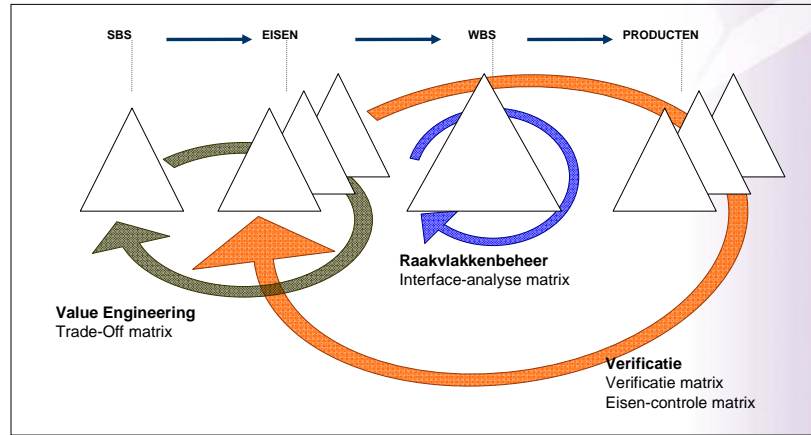 SBS
EISEN
WBS
PRODUCTEN
Raakvlakkenbeheer
Interface-analyse matrix
Value Engineering
Trade-Off matrix
Verificatie
Verificatie matrix
Eisen-controle matrix